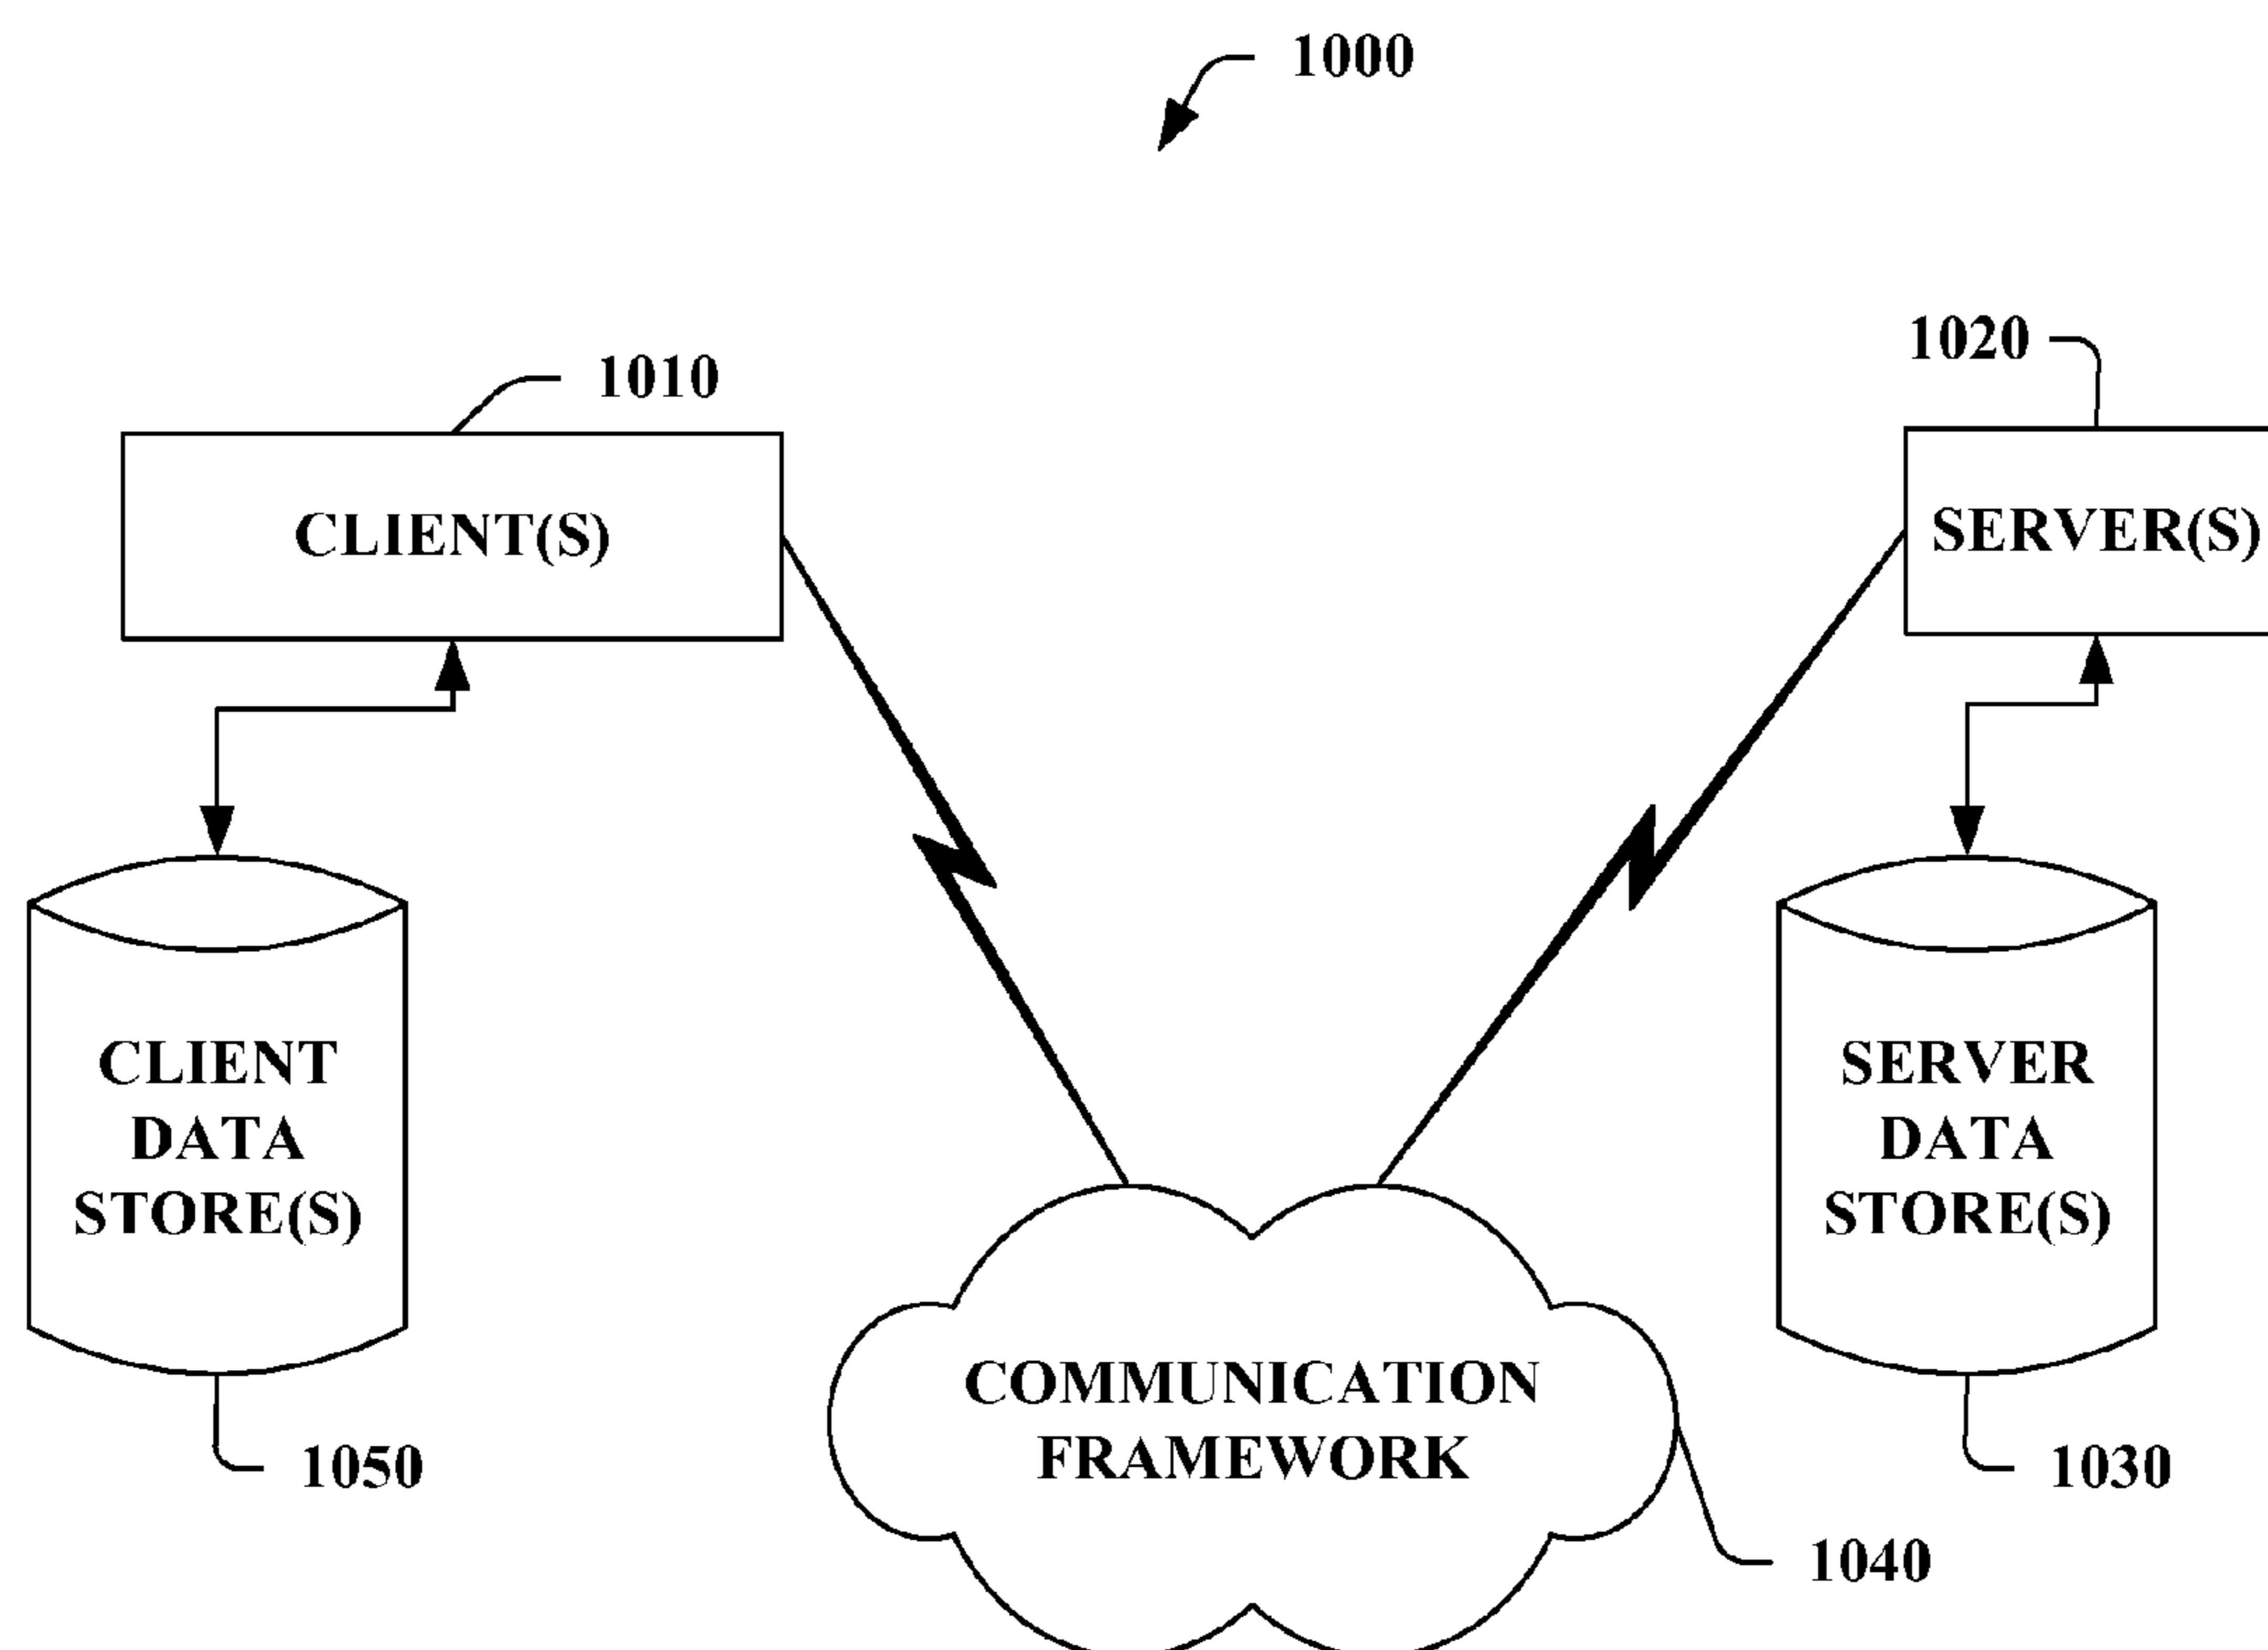 1000
1010
1020
CLIENT(S)
SERVER(S)
CLIENT
DATA
STORE(S)
SERVER
DATA
STORE(S)
COMMUNICATION
FRAMEWORK
1050
1030
1040